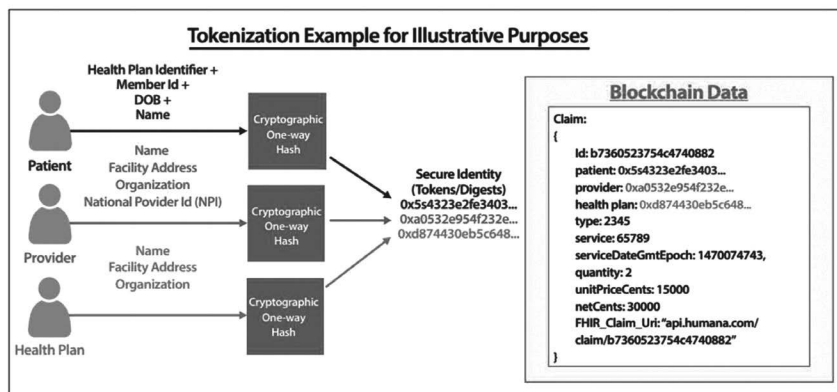 Tokenization Example for Illustrative Purposes
Health Plan Identifier +
Member Id +
DOB +
Name
Patient
Cryptographic
One-way
Hash
Name
Facility Address
Organization
National Povider Id (NPI)
Provider
Cryptographic
One-way
Hash
Name
Facility Address
Organization
Health Plan
Cryptographic
One-way
Hash
Secure Identity
(Tokens/Digests)
0x5s4323e2fe3403...
0xa0532e954f232e...
0xd874430eb5c648...
Blockchain Data
Claim:
{
Id: b7360523754c4740882
patient: 0x5s4323e2fe3403...
provider: 0xa0532e954f232e...
health plan: 0xd874430eb5c648...
type: 2345
service: 65789
serviceDateGmtEpoch: 1470074743,
quantity: 2
unitPriceCents: 15000
netCents: 30000
FHIR_Claim_Uri: “api.humana.com/
claim/b7360523754c4740882”
}